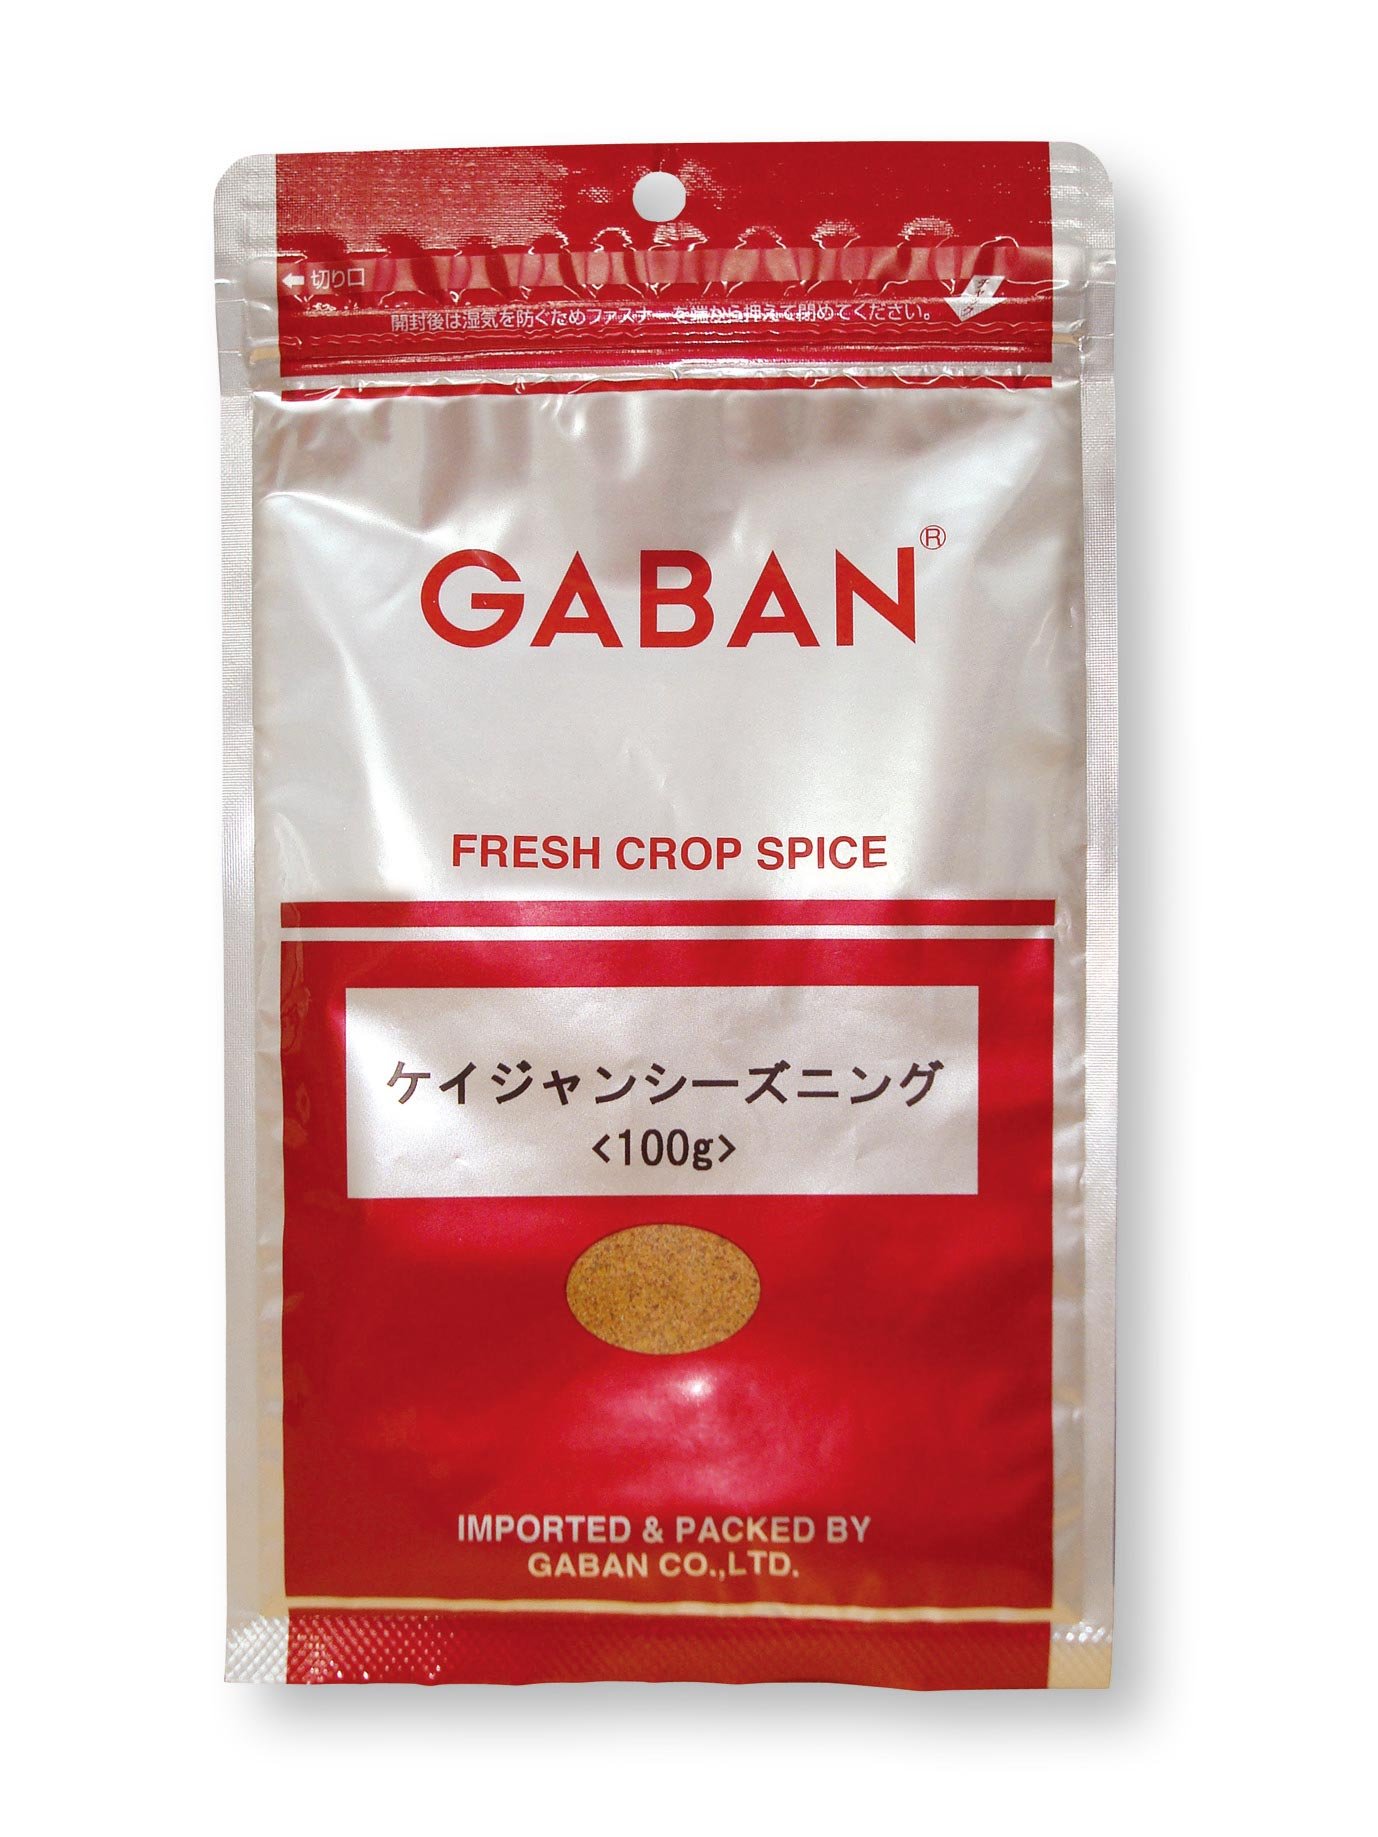 切り口
開封後は湿気を防ぐためファスナーを端から押えて閉めてください。
GABAN®
FRESH CROP SPICE
ケイジャンシーズニング
<100g>
IMPORTED & PACKED BY
GABAN CO.,LTD.